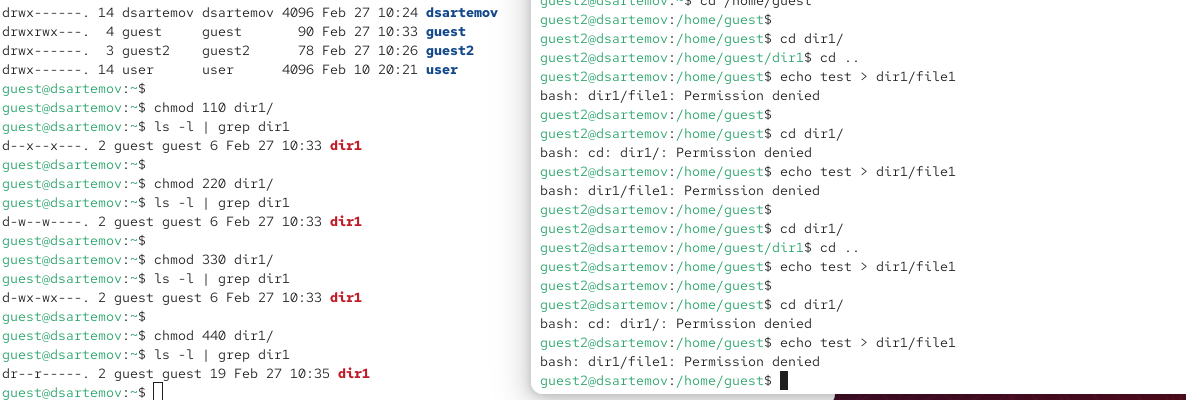 drwx------. 14 dsartemov dsartemov 4096 Feb 27 10:24 dsartemov
drwxrwx---.  4 guest     guest       90 Feb 27 10:33 guest
drwx------.  3 guest2    guest2      78 Feb 27 10:26 guest2
drwx------. 14 user      user      4096 Feb 10 20:21 user
guest@dsartemov:~$
guest@dsartemov:~$ chmod 110 dir1/
guest@dsartemov:~$ ls -l | grep dir1
d--x--x---. 2 guest guest 6 Feb 27 10:33 dir1
guest@dsartemov:~$
guest@dsartemov:~$ chmod 220 dir1/
guest@dsartemov:~$ ls -l | grep dir1
d-w--w----. 2 guest guest 6 Feb 27 10:33 dir1
guest@dsartemov:~$
guest@dsartemov:~$ chmod 330 dir1/
guest@dsartemov:~$ ls -l | grep dir1
d-wx-wx---. 2 guest guest 6 Feb 27 10:33 dir1
guest@dsartemov:~$
guest@dsartemov:~$ chmod 440 dir1/
guest@dsartemov:~$ ls -l | grep dir1
dr--r-----. 2 guest guest 19 Feb 27 10:35 dir1
guest@dsartemov:~$
guest2@dsartemov:~$ cd /home/guest
guest2@dsartemov:/home/guest$
guest2@dsartemov:/home/guest$ cd dir1/
guest2@dsartemov:/home/guest/dir1$ cd ..
guest2@dsartemov:/home/guest$ echo test > dir1/file1
bash: dir1/file1: Permission denied
guest2@dsartemov:/home/guest$
guest2@dsartemov:/home/guest$ cd dir1/
bash: cd: dir1/: Permission denied
guest2@dsartemov:/home/guest$ echo test > dir1/file1
bash: dir1/file1: Permission denied
guest2@dsartemov:/home/guest$
guest2@dsartemov:/home/guest$ cd dir1/
guest2@dsartemov:/home/guest/dir1$ cd ..
guest2@dsartemov:/home/guest$ echo test > dir1/file1
guest2@dsartemov:/home/guest$
guest2@dsartemov:/home/guest$ cd dir1/
bash: cd: dir1/: Permission denied
guest2@dsartemov:/home/guest$ echo test > dir1/file1
bash: dir1/file1: Permission denied
guest2@dsartemov:/home/guest$